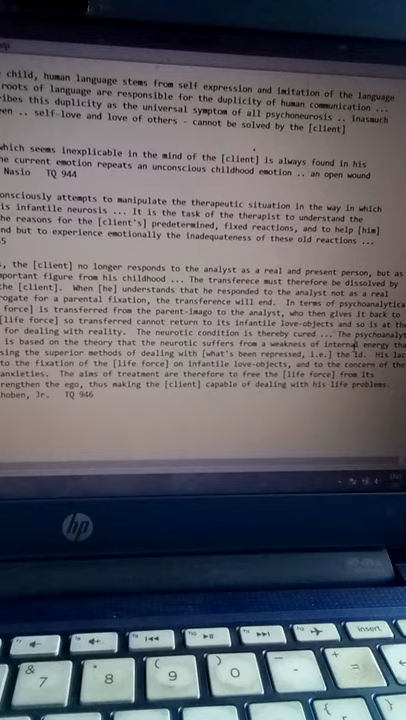 child, human language stems from self expression and imitation of the language
roots of language are responsible for the duplicity of human communication ...
ibes this duplicity as the universal symptom of all psychoneurosis .. inasmuch
en .. self-love and love of others - cannot be solved by the [client]
which seems inexplicable in the mind of the [client] is always found in his
he current emotion repeats an unconscious childhood emotion .. an open wound
Nasio TQ 944
onsciously attempts to manipulate the therapeutic situation in the way in which
is infantile neurosis ... It is the task of the therapist to understand the
he reasons for the [client's] predetermined, fixed reactions, and to help [him]
nd but to experience emotionally the inadequateness of these old reactions ...
, the [client] no longer responds to the analyst as a real and present person, but as
portant figure from his childhood ... The transferece must therefore be dissolved by
the [client]. When [he] understands that he responded to the analyst not as a real
rogate for a parental fixation, the transference will end. In terms of psychoanalytica
force] is transferred from the parent-imago to the analyst, who then gives it back to
[life force] so transferred cannot return to its infantile love-objects and so is at the
for dealing with reality. The neurotic condition is thereby cured ... The psychoanalyt
is based on the theory that the neurotic suffers from a weakness of internal energy tha
sing the superior methods of dealing with [what's been repressed, i.e.] the id. His lac
to the fixation of the [life force] on infantile love-objects, and to the concern of the
anxieties. The aims of treatment are therefore to free the [life force] from its
rengthen the ego, thus making the [client] capable of dealing with his life problems.
hoben, Jr. TQ 946
hp
insert
& 7
* 8
( 9
) 0
_ -
+ =
{
}